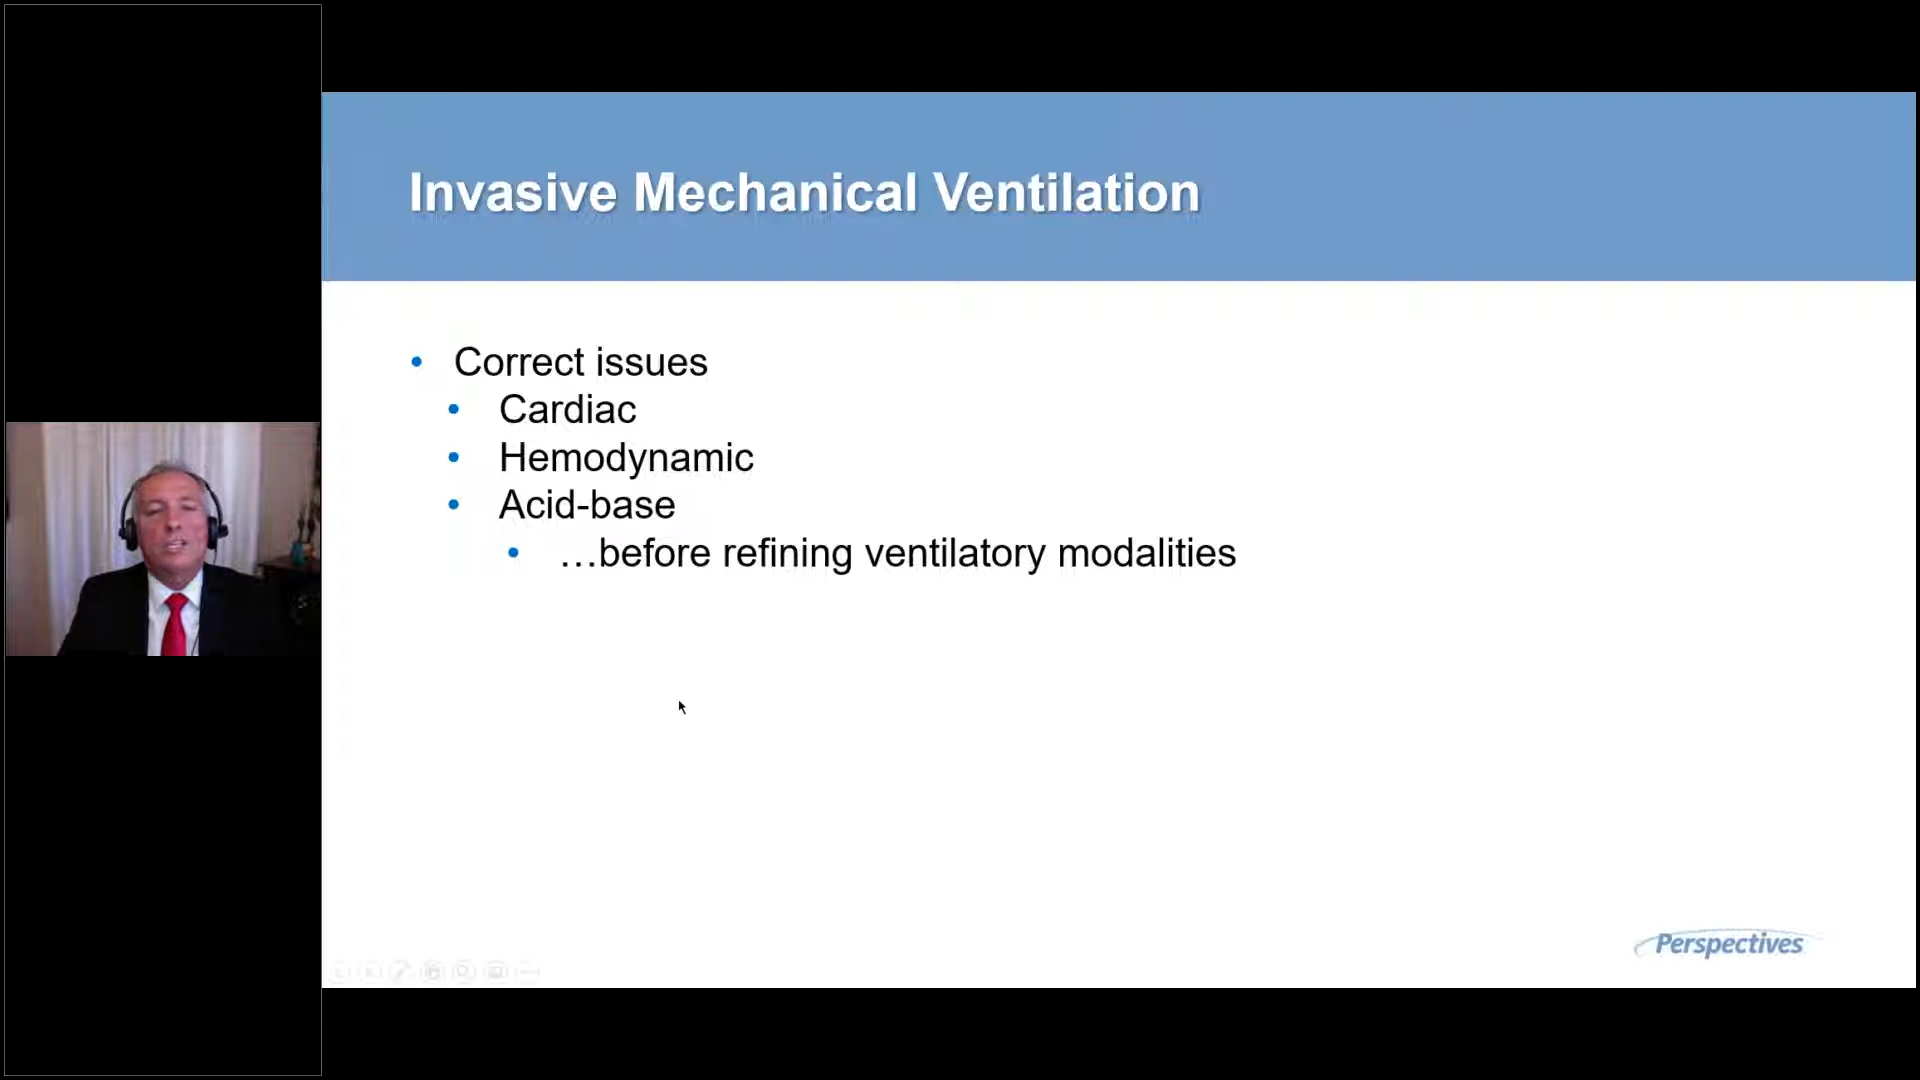 Invasive Mechanical Ventilation
Correct issues
Cardiac
Hemodynamic
Acid-base
…before refining ventilatory modalities
Perspectives